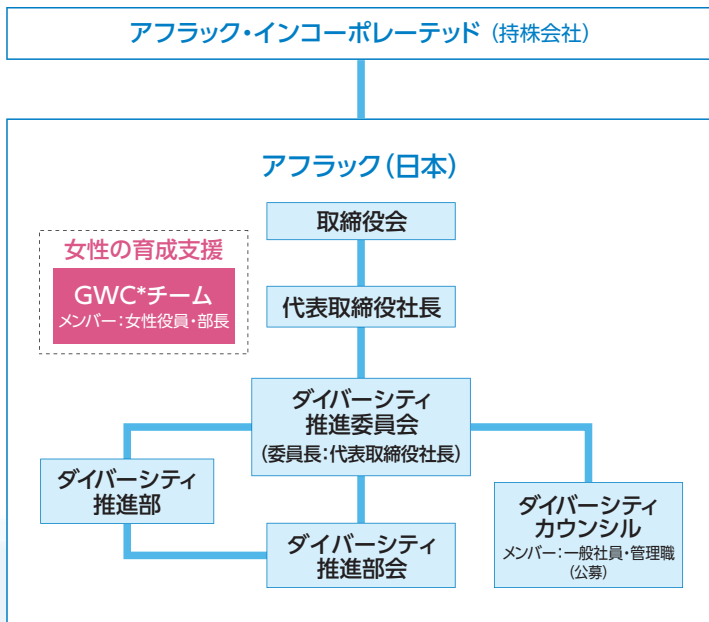 アフラック・インコーポレーテッド（持株会社）
アフラック（日本）
取締役会
女性の育成支援
GWC*チーム
メンバー：女性役員・部長
代表取締役社長
ダイバーシティ
推進委員会
（委員長：代表取締役社長）
ダイバーシティ
推進部
ダイバーシティ
推進部会
ダイバーシティ
カウンシル
メンバー：一般社員・管理職
（公募）